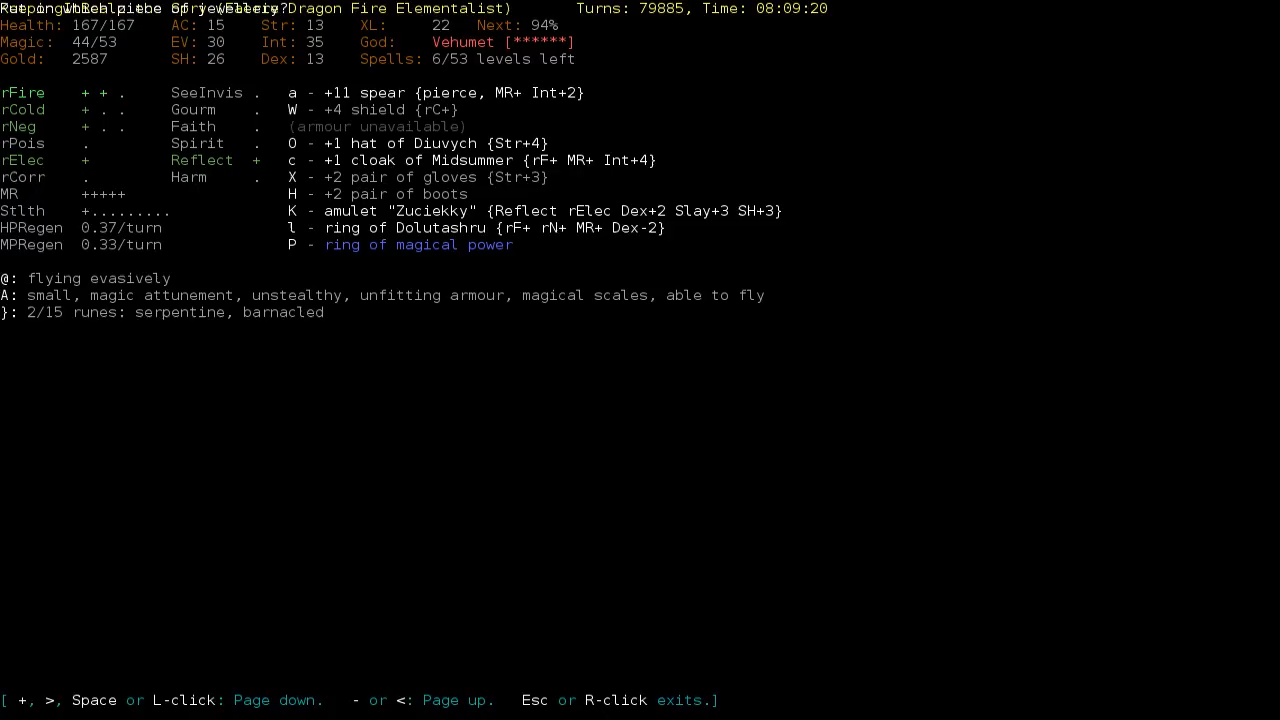 Dragon Fire Elementalist) Turns: 79885, Time: 08:09:20
Health: 167/167 AC: 15 Str: 13 XL: 22 Next: 94%
Magic: 44/53 EV: 30 Int: 35 God: Vehumet [******]
Gold: 2587 SH: 26 Dex: 13 Spells: 6/53 levels left
rFire + + . SeeInvis . a - +11 spear {pierce, MR+ Int+2}
rCold + . . Gourm . W - +4 shield {rC+}
rNeg + . . Faith . (armour unavailable)
rPois . Spirit . O - +1 hat of Diuvych {Str+4}
rElec + Reflect + c - +1 cloak of Midsummer {rF+ MR+ Int+4}
rCorr . Harm . X - +2 pair of gloves {Str+3}
MR +++++ H - +2 pair of boots
Stlth +......... K - amulet "Zuciekky" {Reflect rElec Dex+2 Slay+3 SH+3}
HPRegen 0.37/turn l - ring of Dolutashru {rF+ rN+ MR+ Dex-2}
MPRegen 0.33/turn P - ring of magical power
@: flying evasively
A: small, magic attunement, unstealthy, unfitting armour, magical scales, able to fly
}: 2/15 runes: serpentine, barnacled
[ +, >, Space or L-click: Page down. - or <: Page up. Esc or R-click exits.]